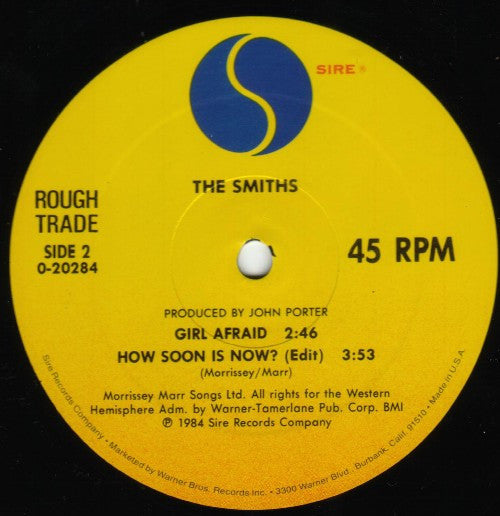 SIRE®
THE SMITHS
ROUGH
TRADE
SIDE 2
0-20284
45 RPM
PRODUCED BY JOHN PORTER
GIRL AFRAID 2:46
HOW SOON IS NOW? (Edit) 3:53
(Morrissey/Marr)
Morrissey Marr Songs Ltd. All rights for the Western
Hemisphere Adm. by Warner-Tamerlane Pub. Corp. BMI
℗ 1984 Sire Records Company
Sire Records Company • Marketed by Warner Bros. Records Inc. • 3300 Warner Blvd. Burbank, Calif. 91510 • Made in U.S.A.